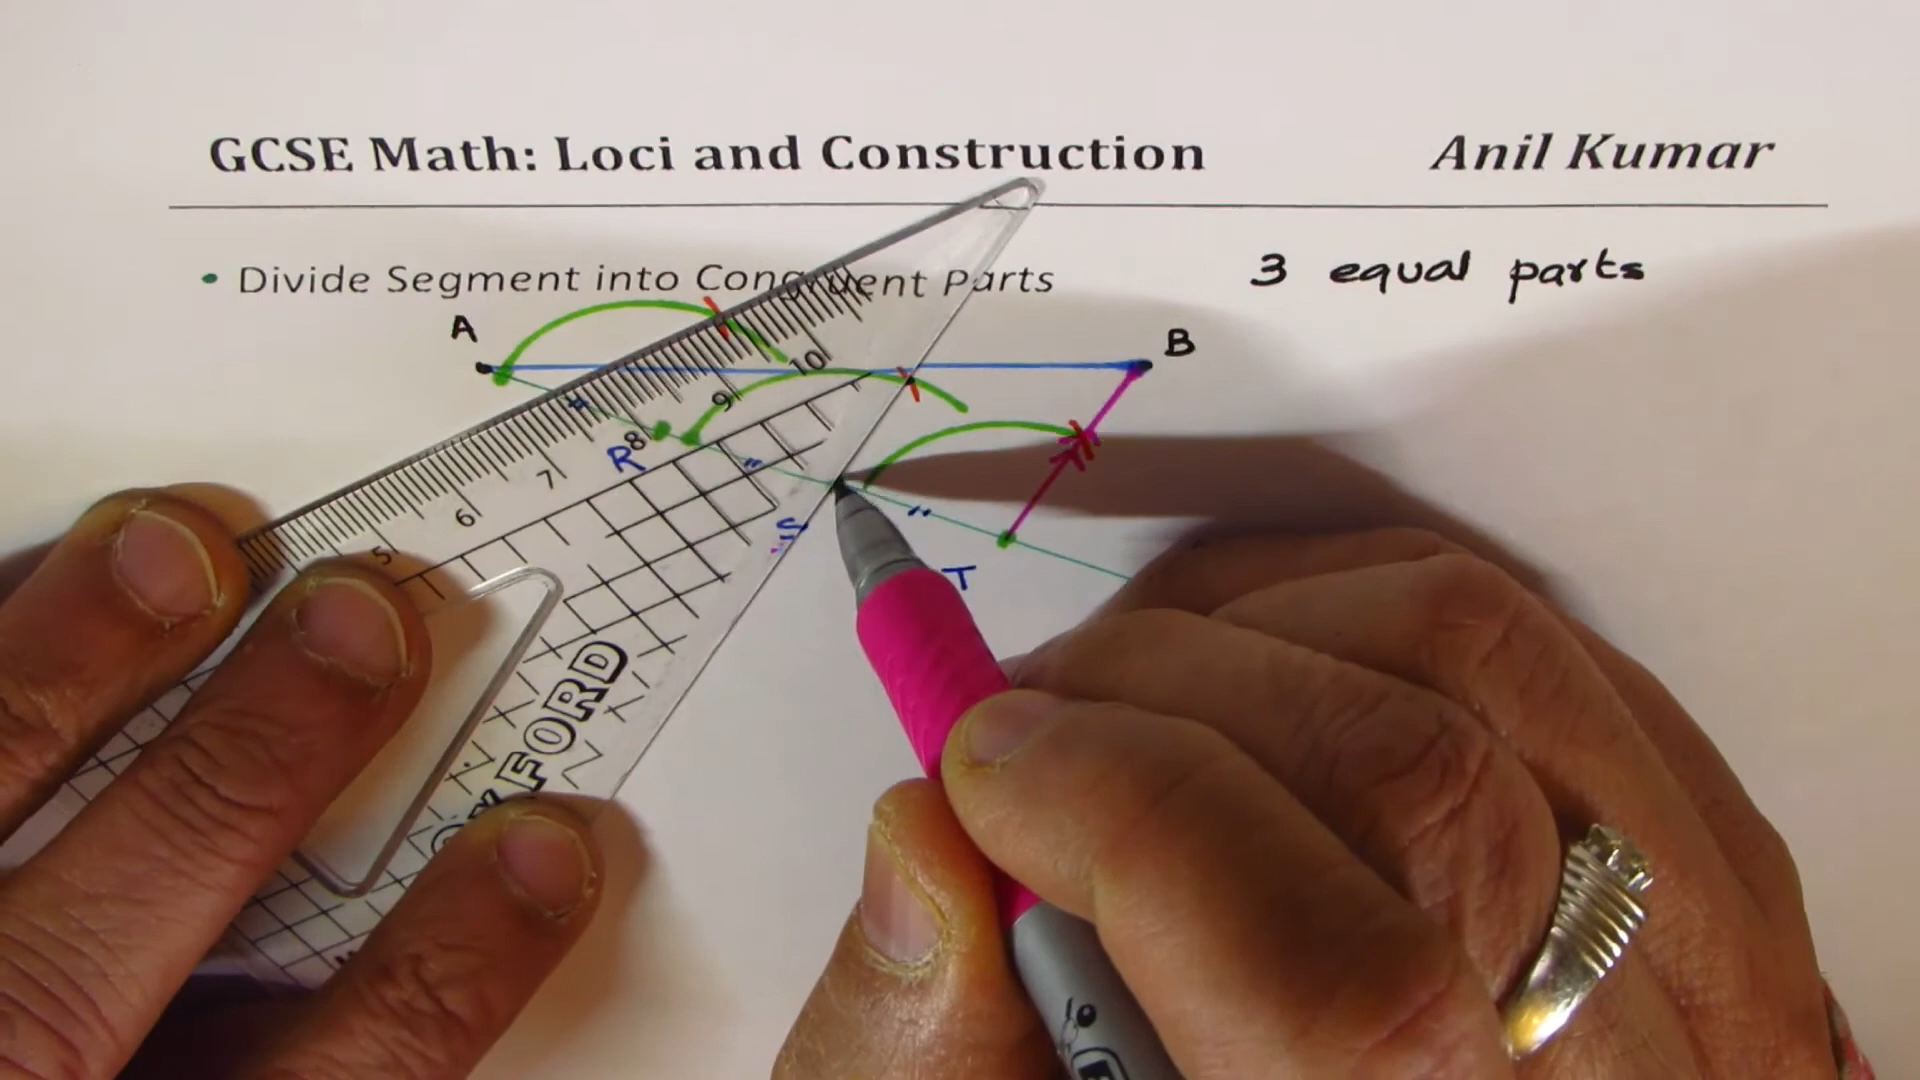 GCSE Math: Loci and Construction Anil Kumar
• Divide Segment into Congruent Parts 3 equal parts
A
B
R
S
T
5 6 7 8 9 10
FORD